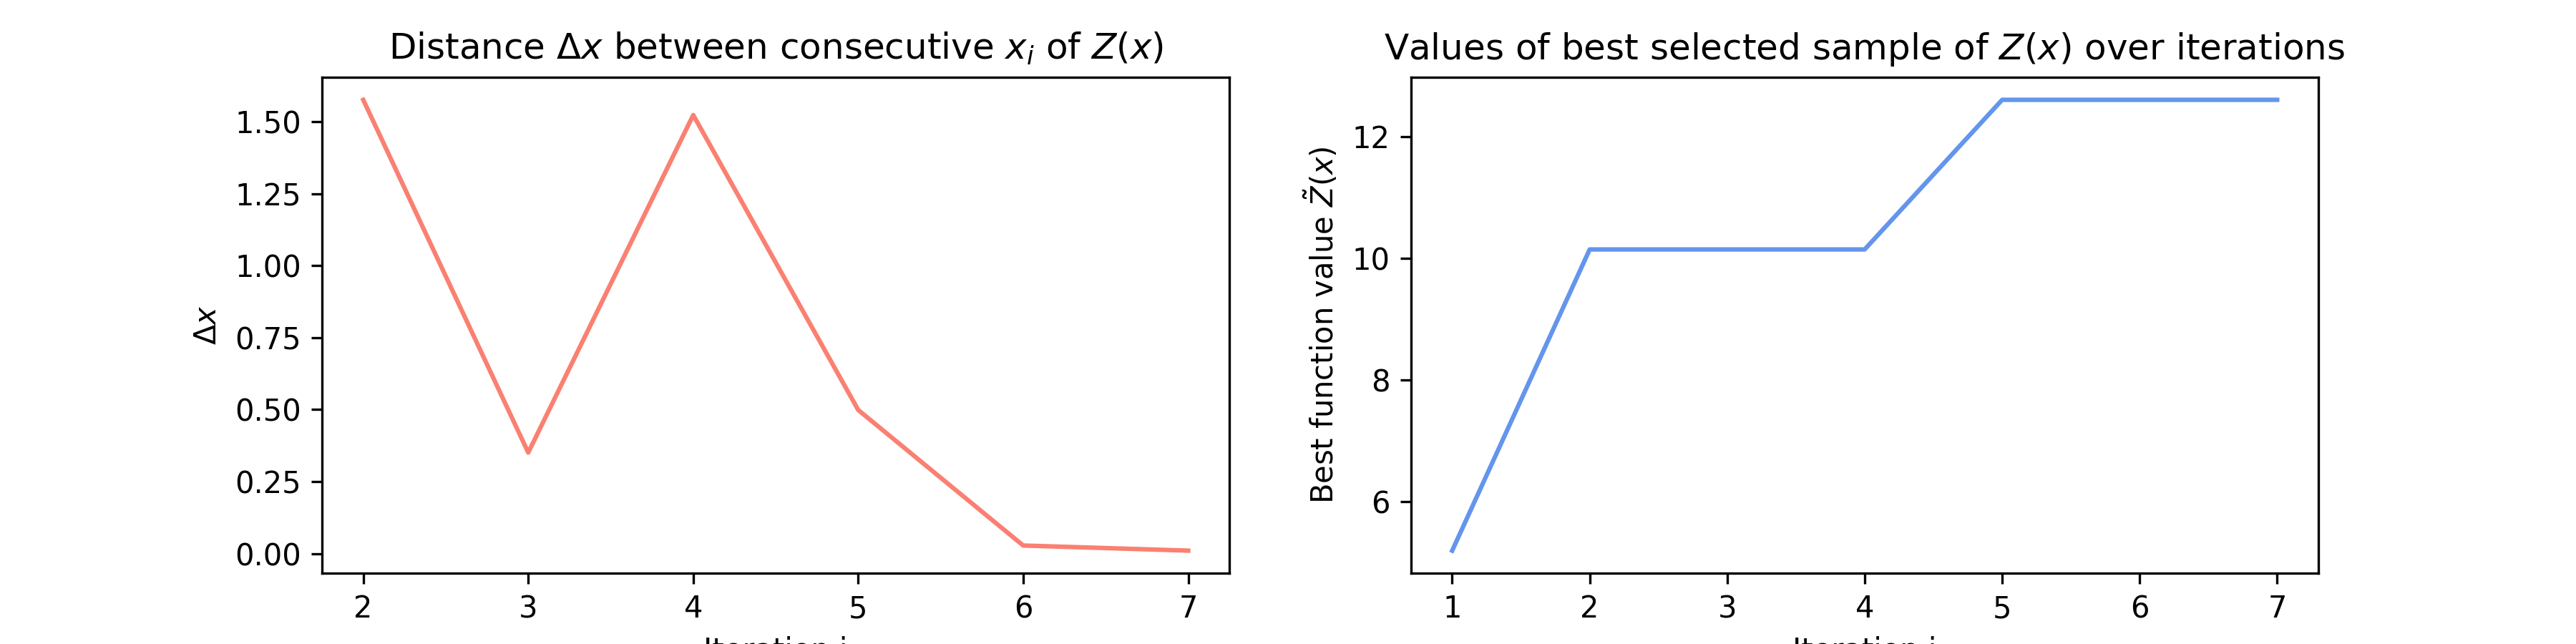 Distance Δx between consecutive xᵢ of Z(x)
Δx
1.50
1.25
1.00
0.75
0.50
0.25
0.00
2 3 4 5 6 7
Values of best selected sample of Z(x) over iterations
Best function value Z̃(x)
12
10
8
6
1 2 3 4 5 6 7